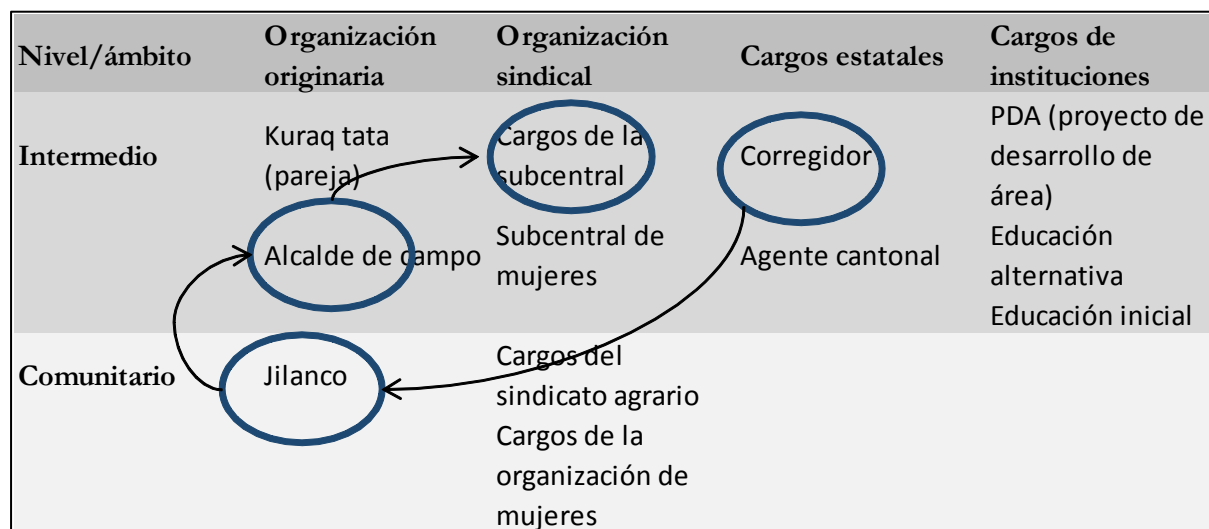 Nivel/ámbito
Organización
originaria
Organización
sindical
Cargos estatales
Cargos de
instituciones
Intermedio
Kuraq tata
(pareja)
Alcalde de campo
Cargos de la
subcentral
Subcentral de
mujeres
Corregidor
Agente cantonal
PDA (proyecto de
desarrollo de
área)
Educación
alternativa
Educación inicial
Comunitario
Jilanco
Cargos del
sindicato agrario
Cargos de la
organización de
mujeres